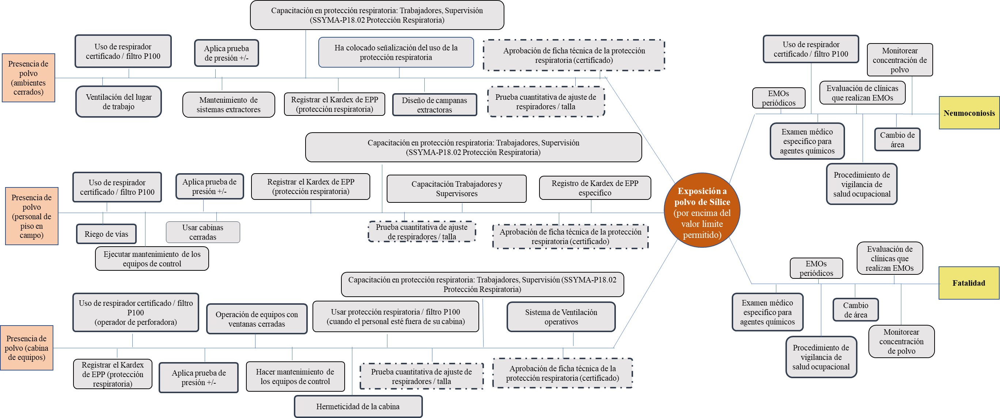 Capacitación en protección respiratoria: Trabajadores, Supervisión
(SSYMA-P18.02 Protección Respiratoria)
Uso de respirador
certificado / filtro P100
Aplica prueba
de presión +/-
Ha colocado señalización del uso de la
protección respiratoria
Aprobación de ficha técnica de la protección
respiratoria (certificado)
Presencia de
polvo
(ambientes
cerrados)
Ventilación del lugar
de trabajo
Mantenimiento de
sistemas extractores
Registrar el Kardex de EPP
(protección respiratoria)
Diseño de campanas
extractoras
Prueba cuantitativa de ajuste de
respiradores / talla
Uso de respirador
certificado / filtro P100
Monitorear
concentración de
polvo
EMOs
periódicos
Evaluación de clínicas
que realizan EMOs
Neumoconiosis
Examen médico
especifico para
agentes químicos
Cambio de
área
Procedimiento de
vigilancia de
salud ocupacional
Capacitación en protección respiratoria: Trabajadores, Supervisión
(SSYMA-P18.02 Protección Respiratoria)
Uso de respirador
certificado / filtro P100
Aplica prueba de
presión +/-
Registrar el Kardex de EPP
(protección respiratoria)
Capacitación Trabajadores y
Supervisores
Registro de Kardex de EPP
especifico
Presencia de
polvo
(personal de
piso en
campo)
Riego de vías
Usar cabinas
cerradas
Prueba cuantitativa de ajuste
de respiradores / talla
Aprobación de ficha técnica de la protección
respiratoria (certificado)
Ejecutar mantenimiento de los
equipos de control
Exposición a
polvo de Sílice
(por encima del
valor límite
permitido)
Capacitación en protección respiratoria: Trabajadores, Supervisión (SSYMA-P18.02
Protección Respiratoria)
Uso de respirador certificado / filtro
P100
(operador de perforadora)
Operación de equipos con
ventanas cerradas
Usar protección respiratoria / filtro P100
(cuando el personal esté fuera de su cabina)
Sistema de Ventilación
operativos
Presencia de
polvo (cabina
de equipos)
Registrar el Kardex
de EPP (protección
respiratoria)
Aplica prueba de
presión +/-
Hacer mantenimiento de
los equipos de control
Prueba cuantitativa de ajuste de
respiradores / talla
Aprobación de ficha técnica de la
protección respiratoria (certificado)
Hermeticidad de la cabina
EMOs
periódicos
Evaluación de
clínicas que
realizan EMOs
Fatalidad
Examen médico
especifico para
agentes químicos
Cambio
de área
Procedimiento de
vigilancia de
salud ocupacional
Monitorear
concentración
de polvo